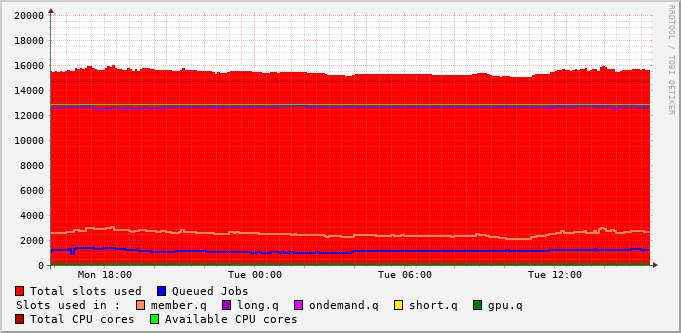 20000
18000
16000
14000
12000
10000
8000
6000
4000
2000
0
Mon 18:00 Tue 00:00 Tue 06:00 Tue 12:00
RRDTOOL / TOBI OETIKER
Total slots used Queued Jobs
Slots used in : member.q long.q ondemand.q short.q gpu.q
Total CPU cores Available CPU cores